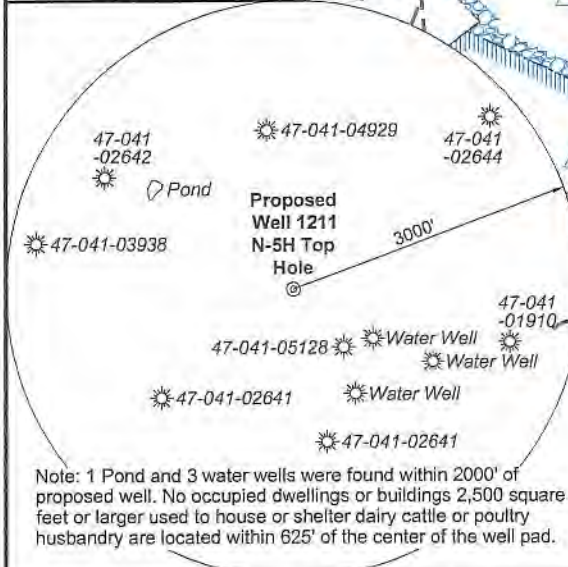 47-041-04929
47-041
-02642
47-041
-02644
Pond
Proposed
Well 1211
N-5H Top
Hole
3000'
47-041-03938
47-041
-01910
47-041-05128
Water Well
Water Well
47-041-02641
Water Well
47-041-02641
Note: 1 Pond and 3 water wells were found within 2000' of
proposed well. No occupied dwellings or buildings 2,500 square
feet or larger used to house or shelter dairy cattle or poultry
husbandry are located within 625' of the center of the well pad.